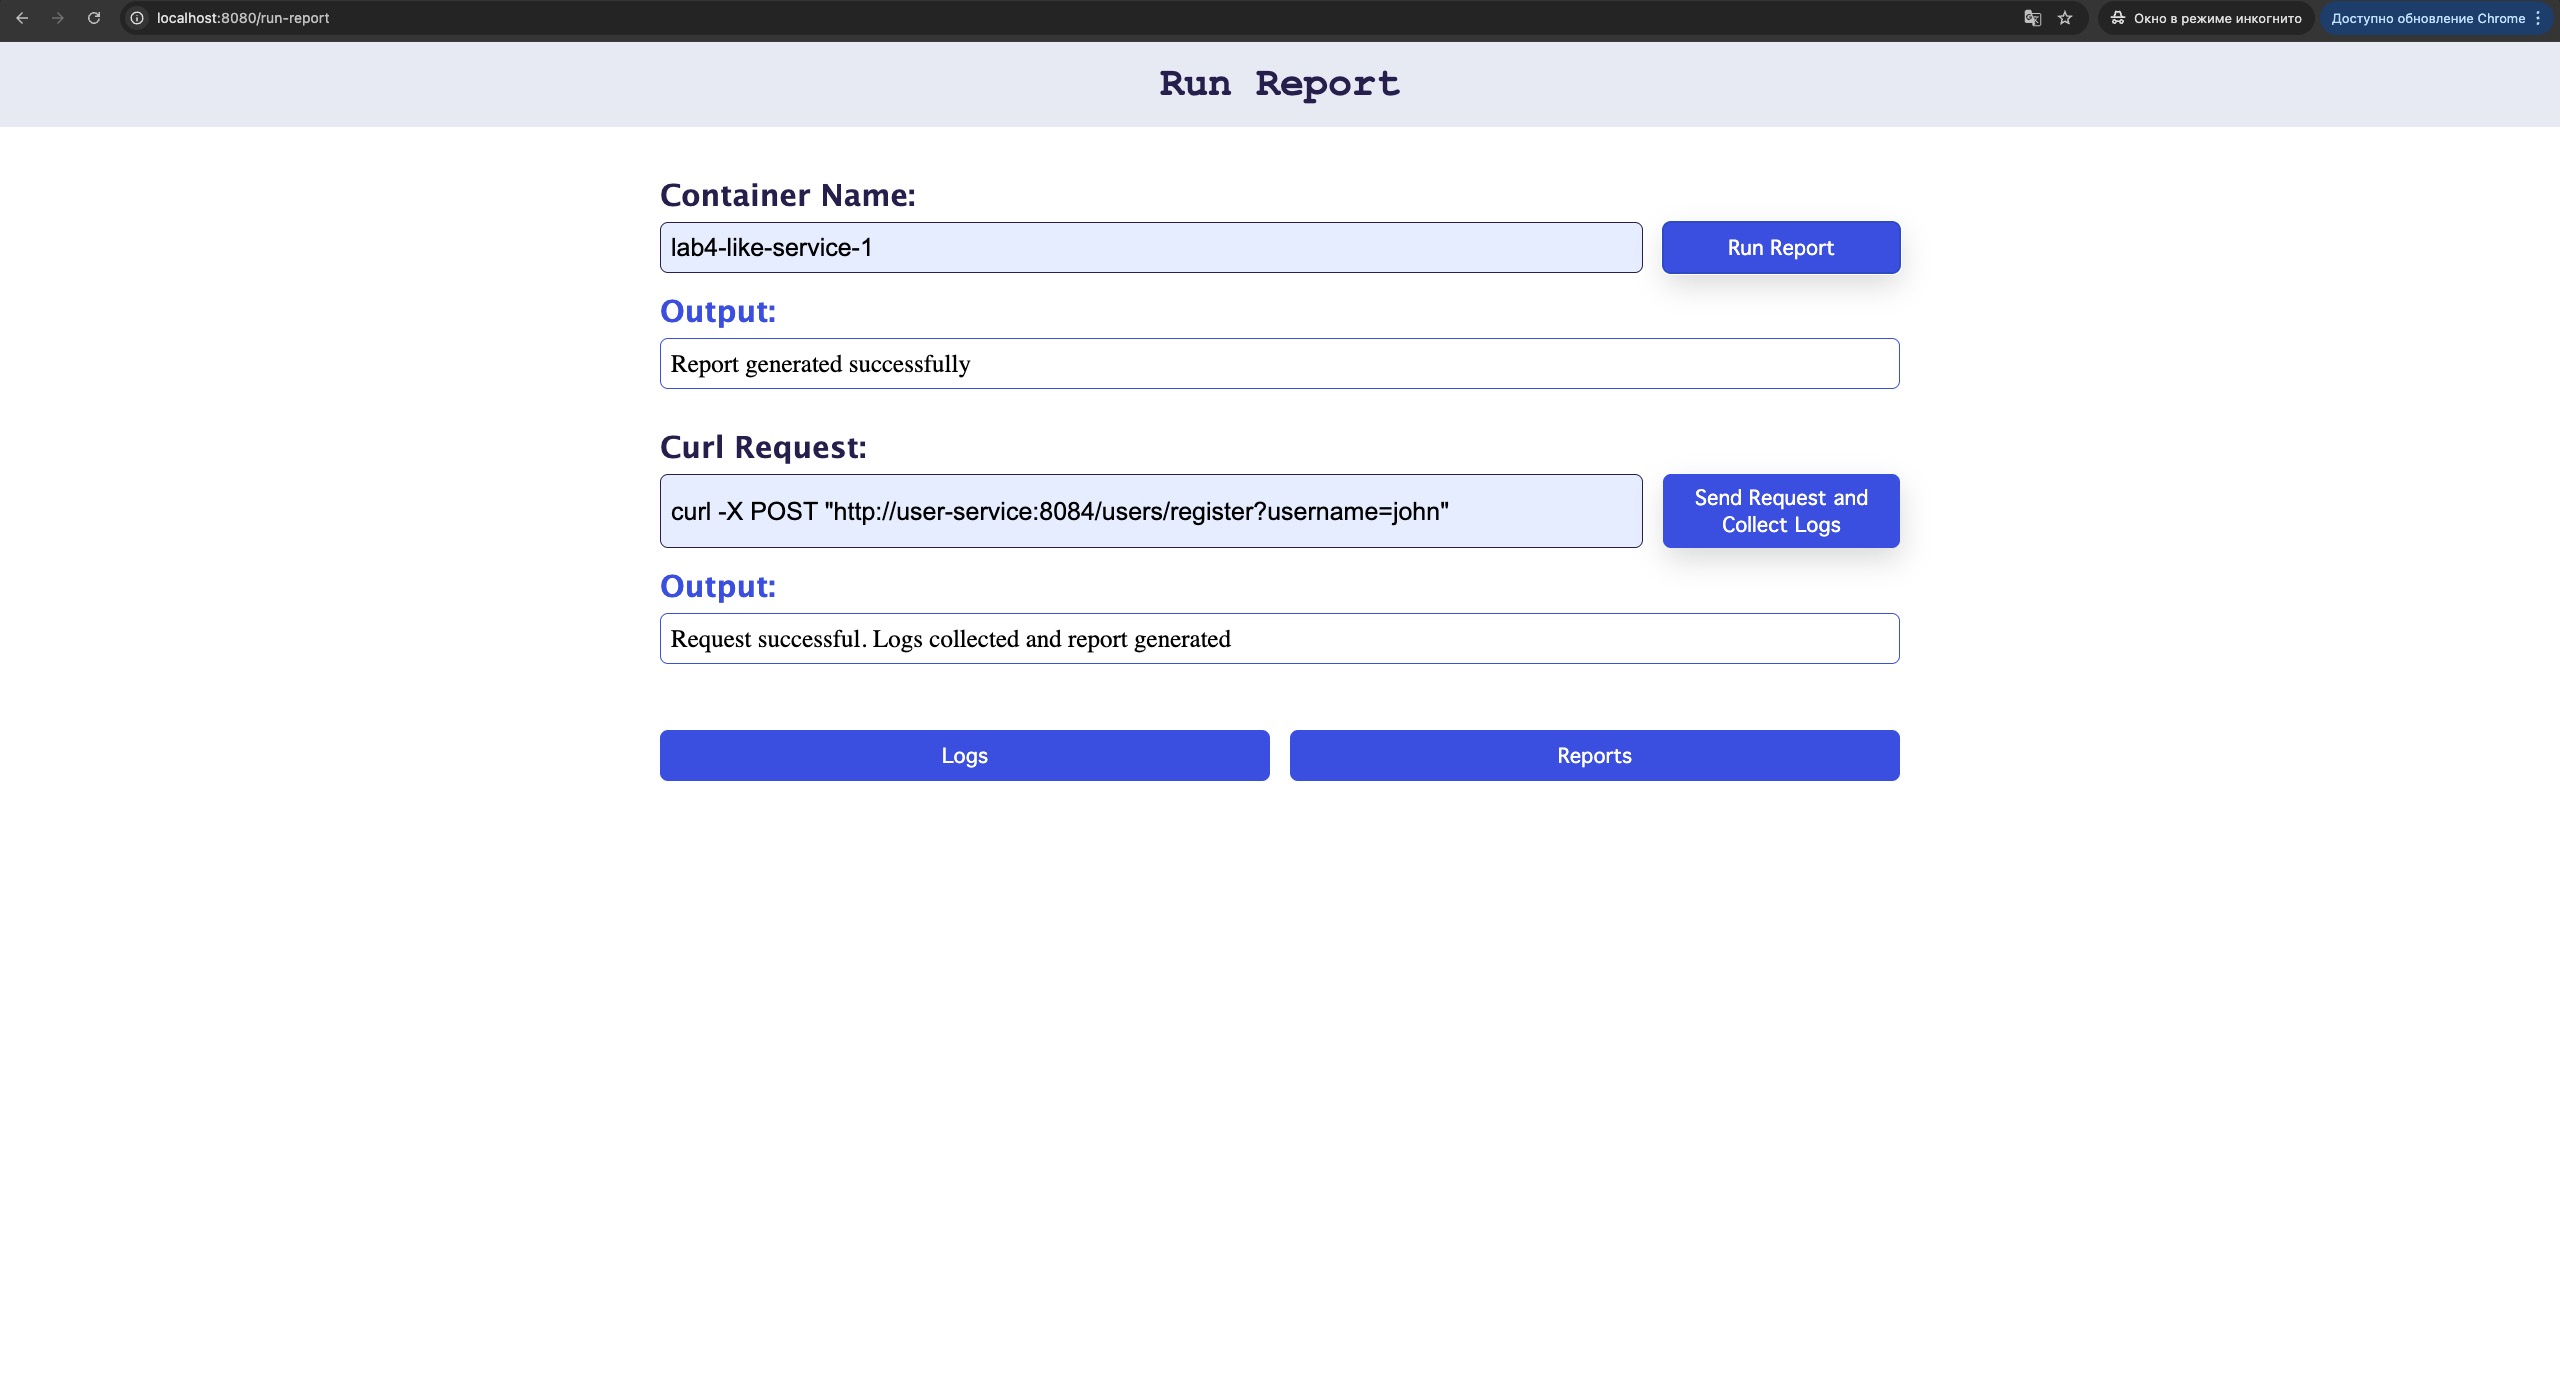 localhost:8080/run-report
Окно в режиме инкогнито
Доступно обновление Chrome
Run Report
Container Name:
lab4-like-service-1
Run Report
Output:
Report generated successfully
Curl Request:
curl -X POST "http://user-service:8084/users/register?username=john"
Send Request and
Collect Logs
Output:
Request successful. Logs collected and report generated
Logs
Reports